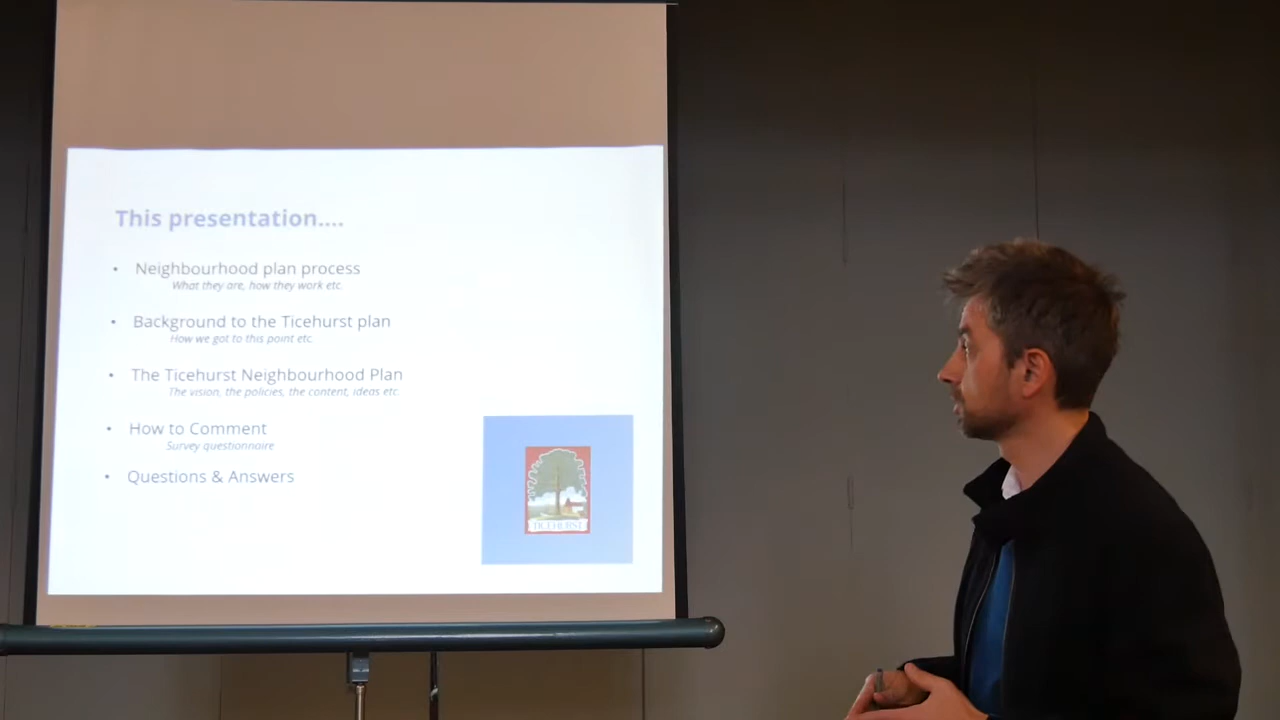 This presentation....
• Neighbourhood plan process
What they are, how they work etc.
• Background to the Ticehurst plan
How we got to this point etc.
• The Ticehurst Neighbourhood Plan
The vision, the policies, the content, ideas etc.
• How to Comment
Survey questionnaire
• Questions & Answers
TICEHURST